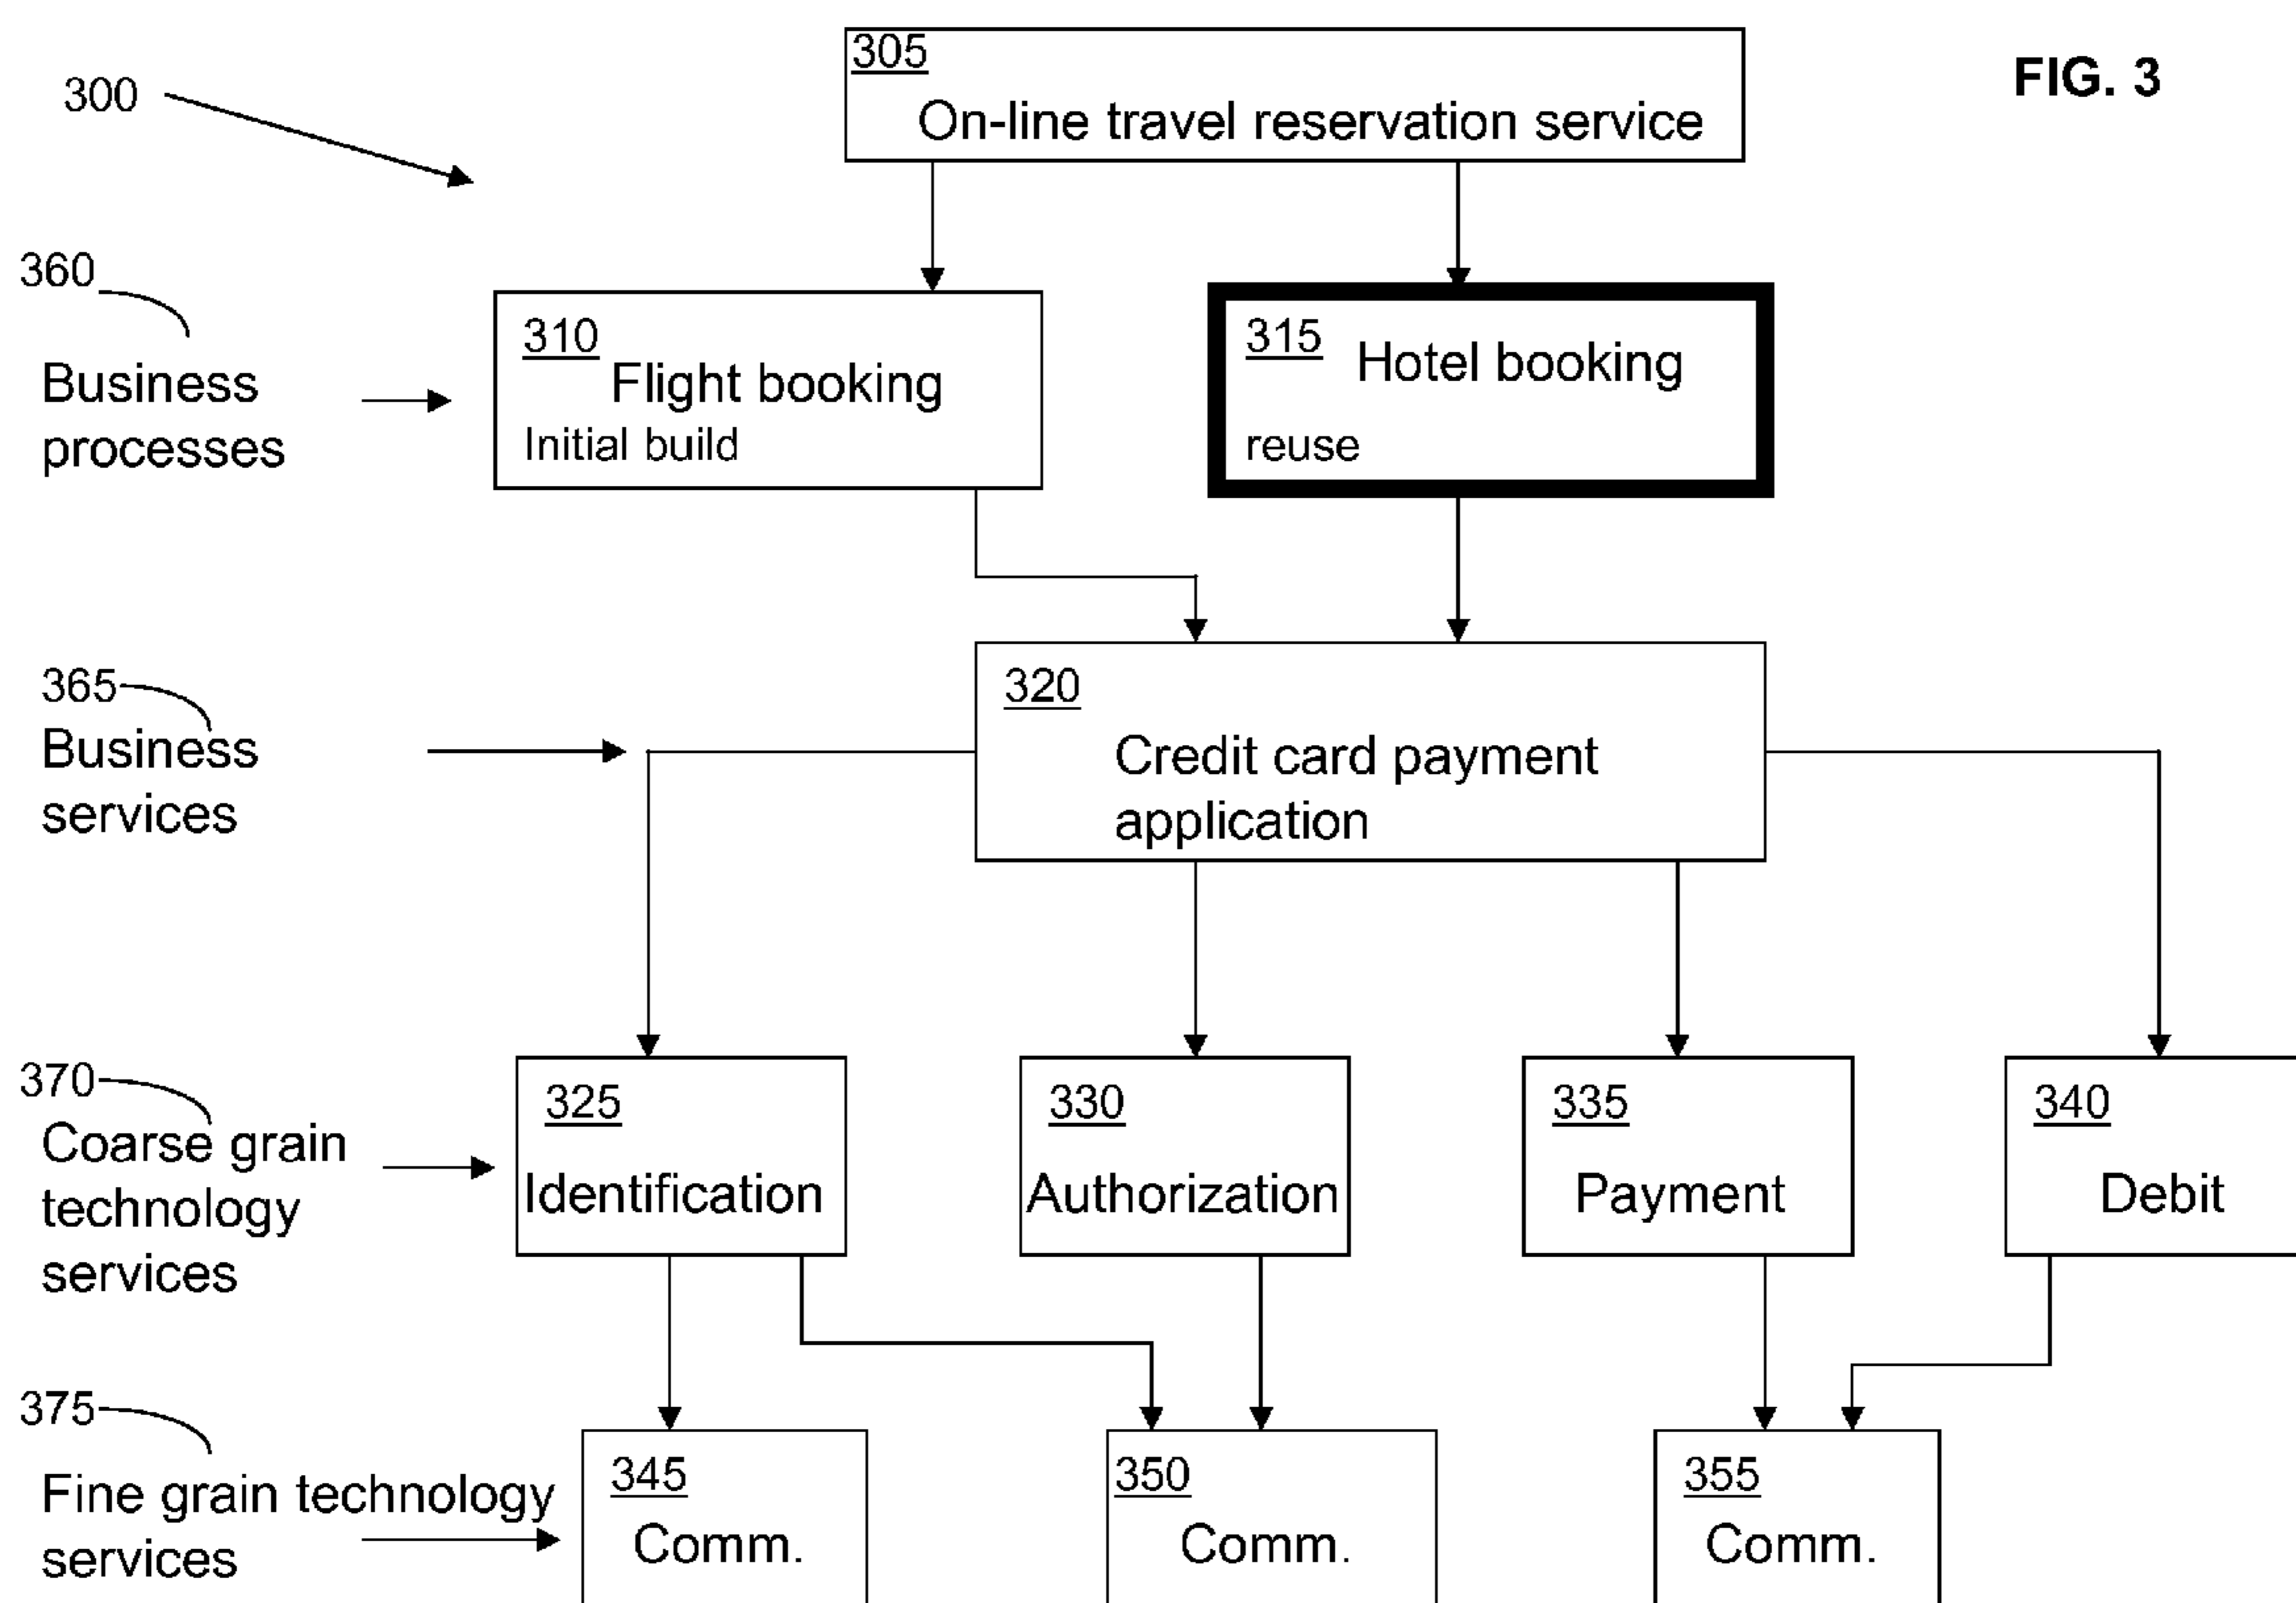 FIG. 3
300
305
On-line travel reservation service
360
Business
processes
310
Flight booking
Initial build
315
Hotel booking
reuse
365
Business
services
320
Credit card payment
application
370
Coarse grain
technology
services
325
Identification
330
Authorization
335
Payment
340
Debit
375
Fine grain technology
services
345
Comm.
350
Comm.
355
Comm.